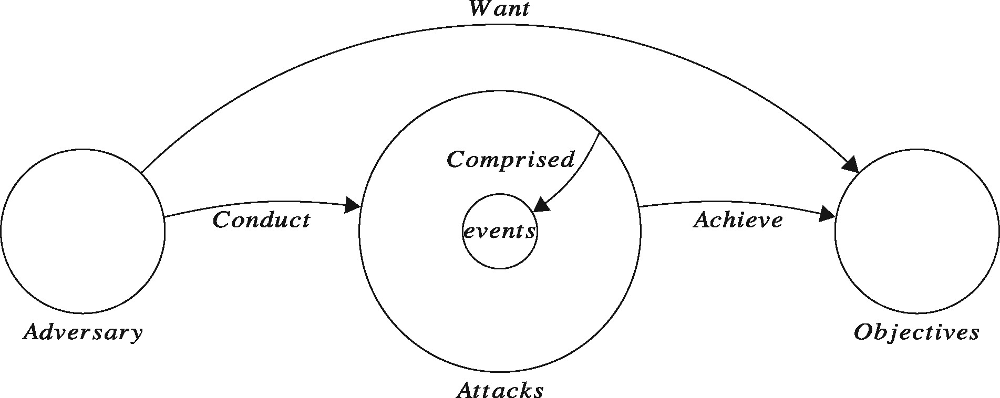 Want
Comprised
Conduct
Achieve
events
Adversary
Objectives
Attacks